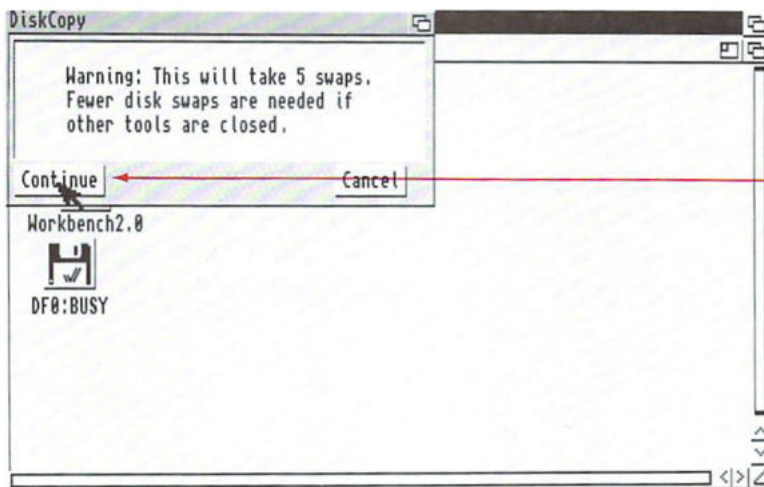 DiskCopy
Warning: This will take 5 swaps.
Fewer disk swaps are needed if
other tools are closed.
Continue
Cancel
Workbench2.0
DF0:BUSY